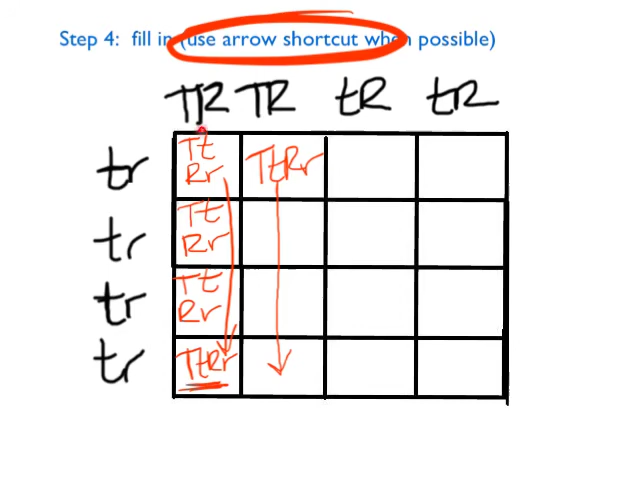 Step 4: fill in (use arrow shortcut when possible)
TR TR tR tR
tr Tt Rr TtRr
tr Tt Rr
tr Tt Rr
tr TtRr